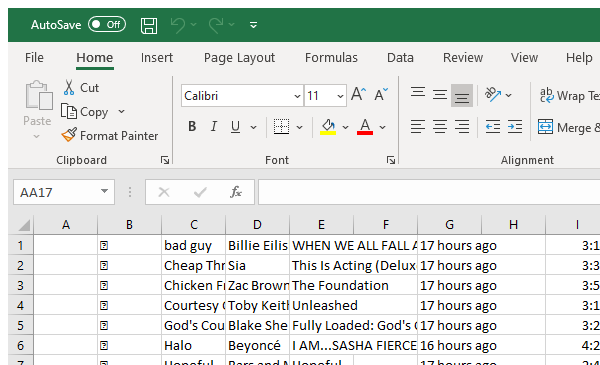 AutoSave Off
File Home Insert Page Layout Formulas Data Review View Help
Paste Cut Calibri 11 A A ab Wrap Te
Copy
Format Painter B I U A Merge &
Clipboard Font Alignment
AA17 fx
A B C D E F G H I
1 bad guy Billie Eilis WHEN WE ALL FALL A 17 hours ago 3:1
2 Cheap Thr Sia This Is Acting (Delux 17 hours ago 3:3
3 Chicken Fr Zac Brown The Foundation 17 hours ago 3:5
4 Courtesy O Toby Keith Unleashed 17 hours ago 3:1
5 God's Cou Blake She Fully Loaded: God's C 17 hours ago 3:2
6 Halo Beyoncé I AM...SASHA FIERCE 16 hours ago 4:2
7 Hopeful Bars and M Hopeful 17 hours ago